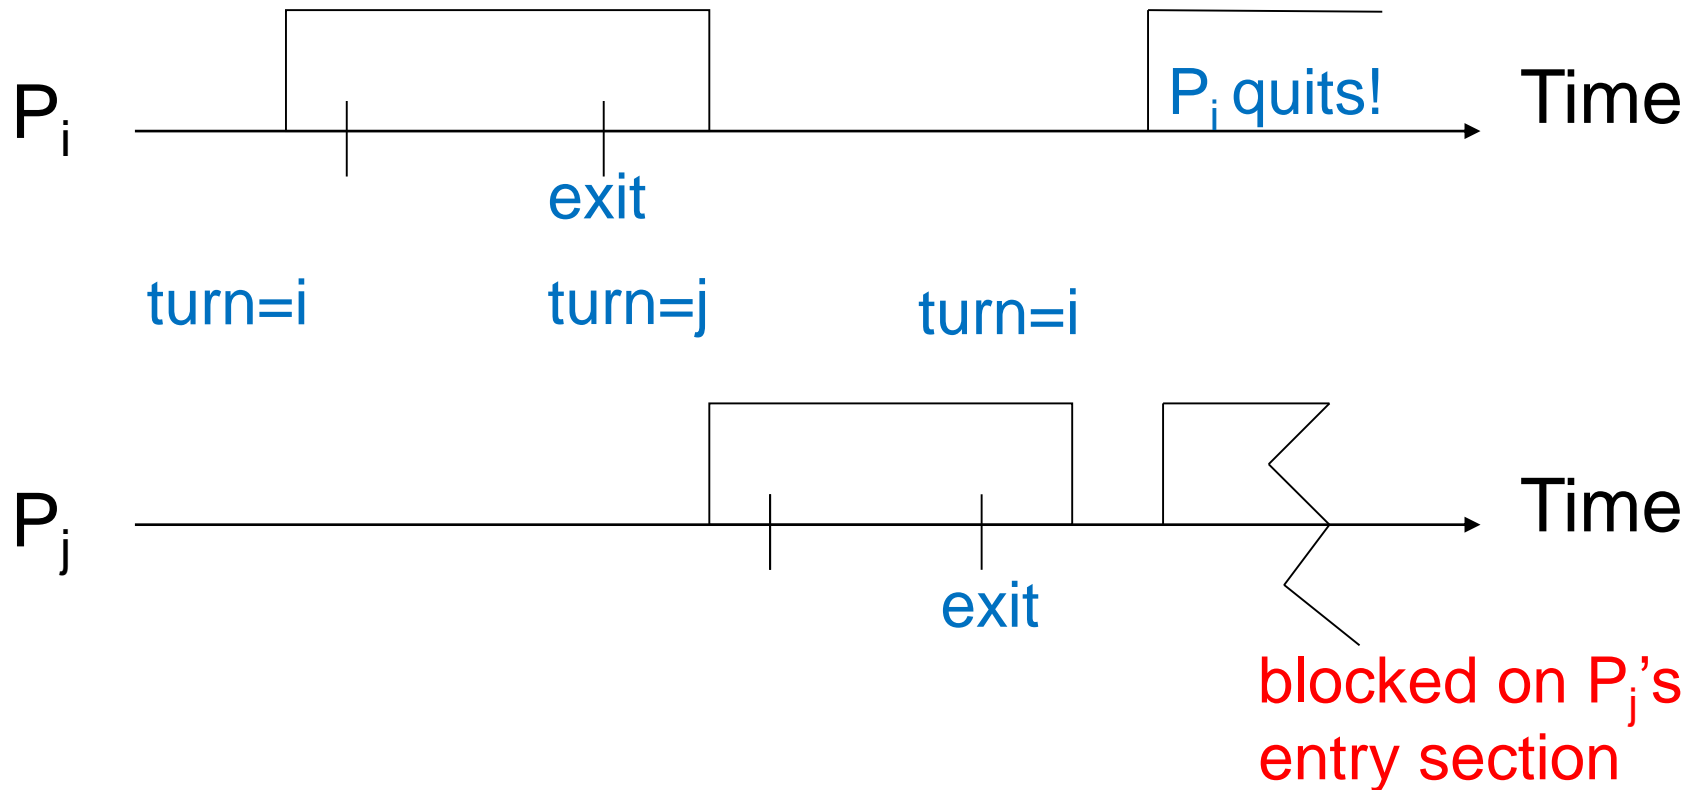 Pi
Pi quits!
Time
exit
turn=i
turn=j
turn=i
Pj
Time
exit
blocked on Pj’s
entry section